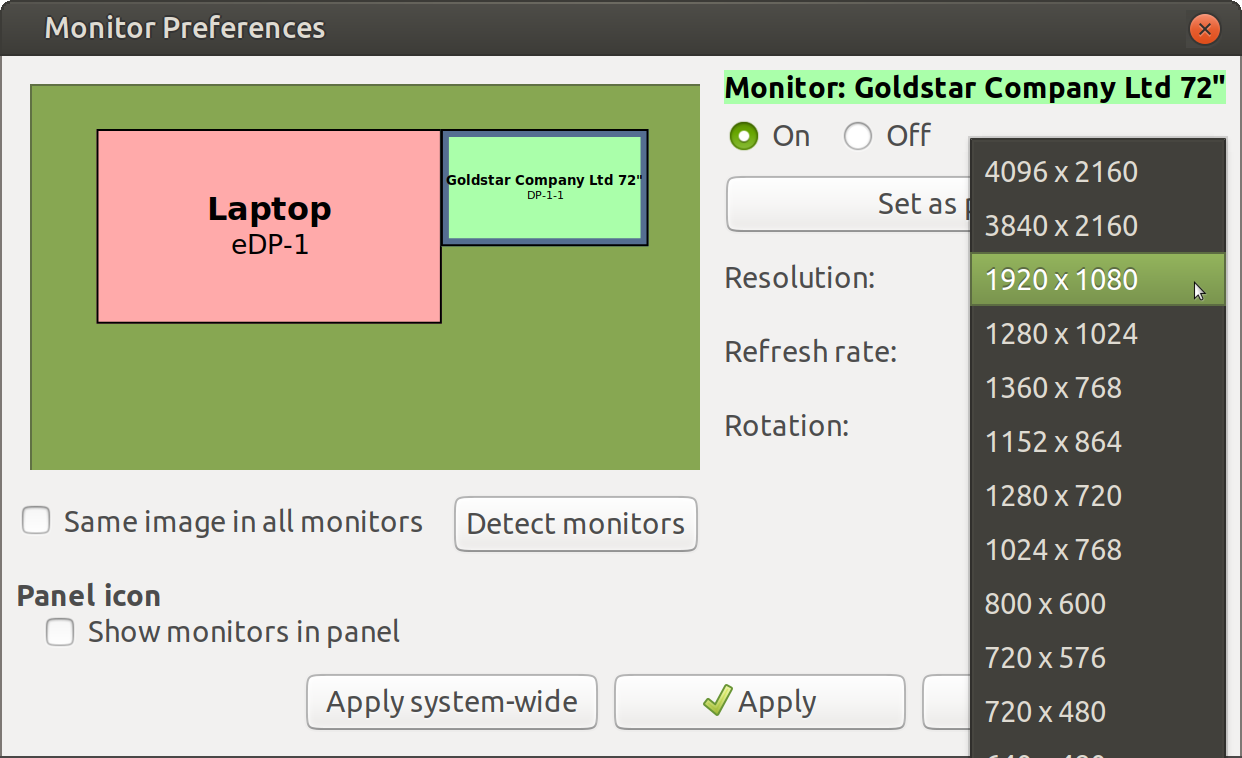 Monitor Preferences
Monitor: Goldstar Company Ltd 72"
On
Off
Laptop
eDP-1
Goldstar Company Ltd 72"
DP-1-1
Set as
Resolution:
Refresh rate:
Rotation:
4096 x 2160
3840 x 2160
1920 x 1080
1280 x 1024
1360 x 768
1152 x 864
1280 x 720
1024 x 768
800 x 600
720 x 576
720 x 480
Same image in all monitors
Detect monitors
Panel icon
Show monitors in panel
Apply system-wide
Apply